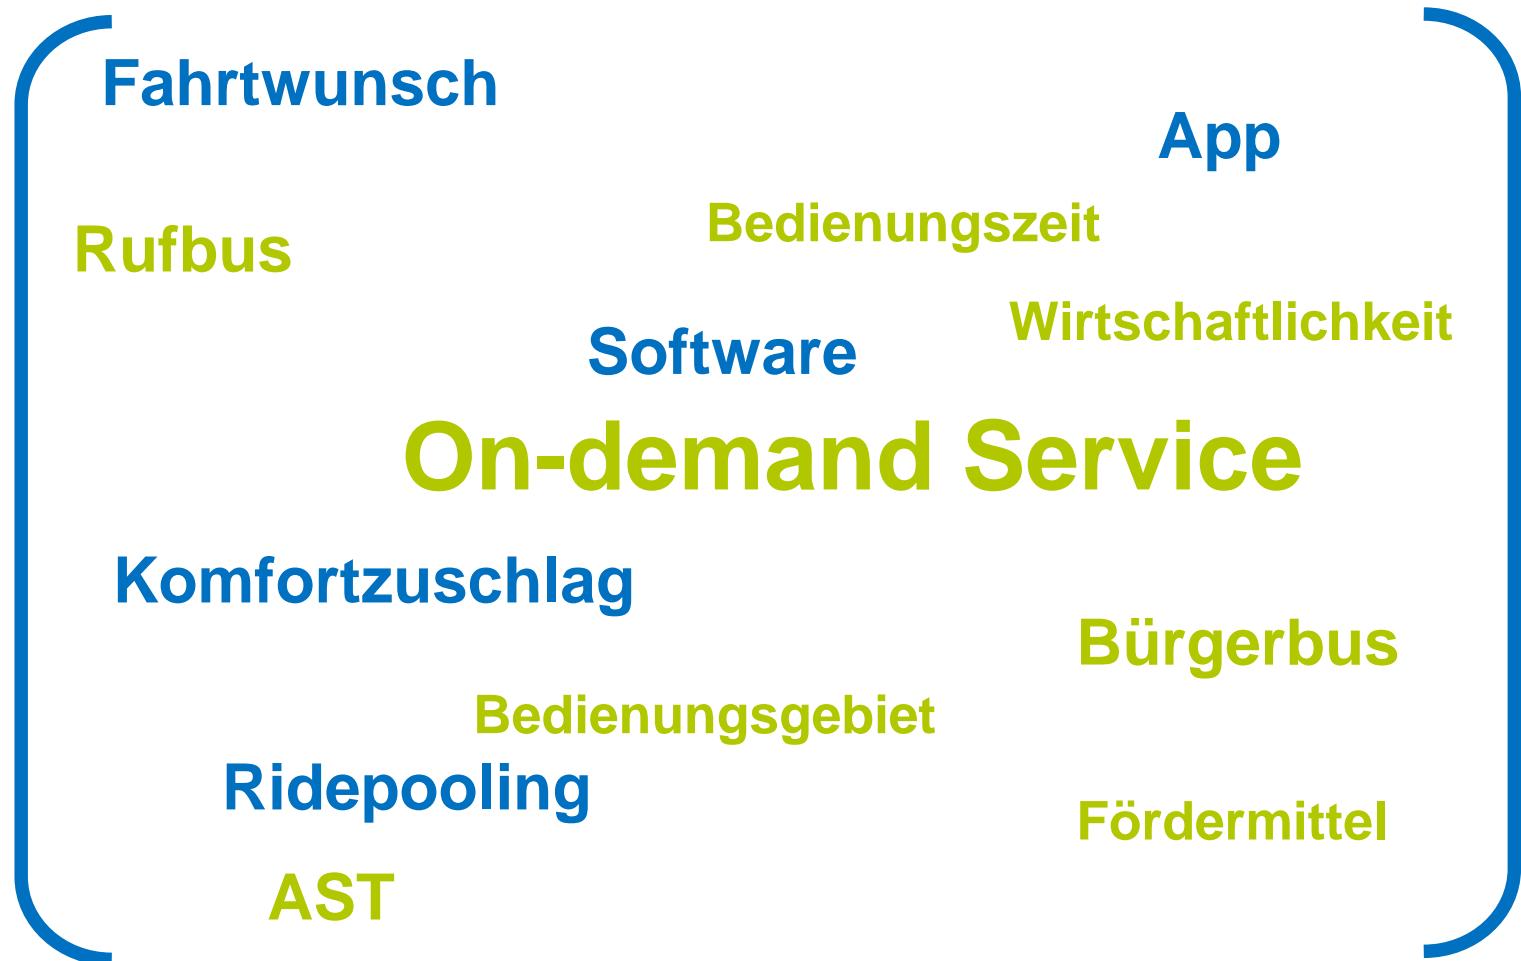 Fahrtwunsch
App
Bedienungszeit
Rufbus
Wirtschaftlichkeit
Software
On-demand Service
Komfortzuschlag
Bürgerbus
Bedienungsgebiet
Ridepooling
Fördermittel
AST